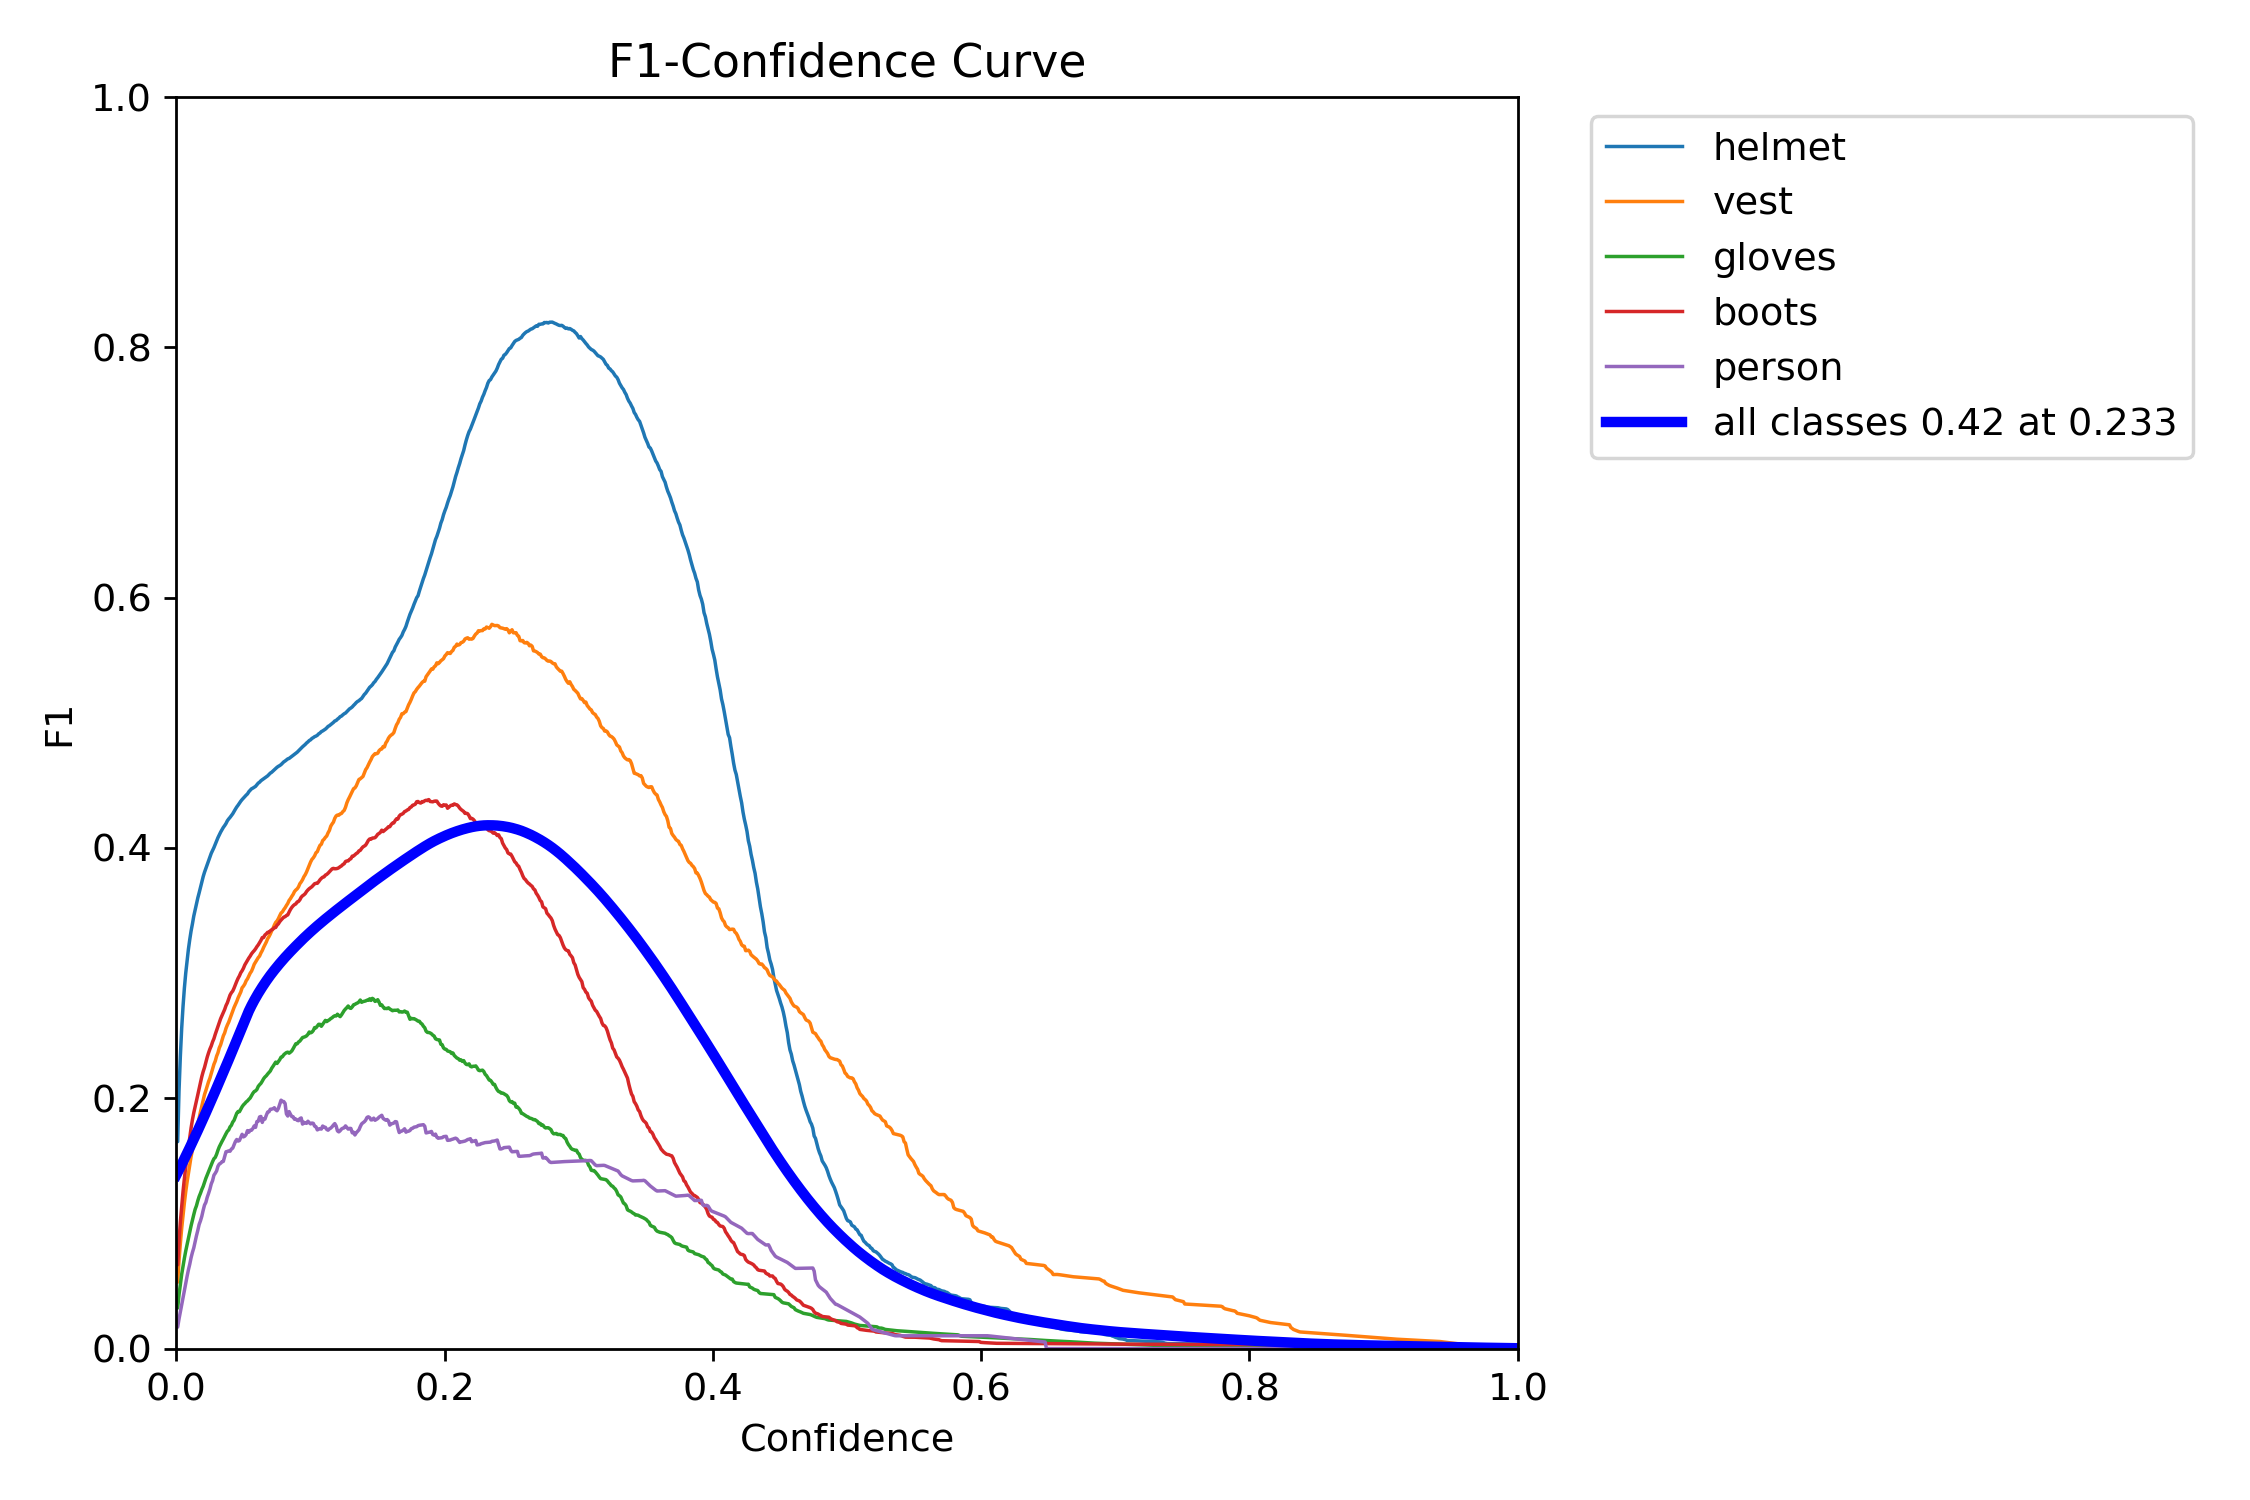 F1-Confidence Curve
1.0
0.8
0.6
0.4
0.2
0.0
F1
0.0 0.2 0.4 0.6 0.8 1.0
Confidence
helmet
vest
gloves
boots
person
all classes 0.42 at 0.233